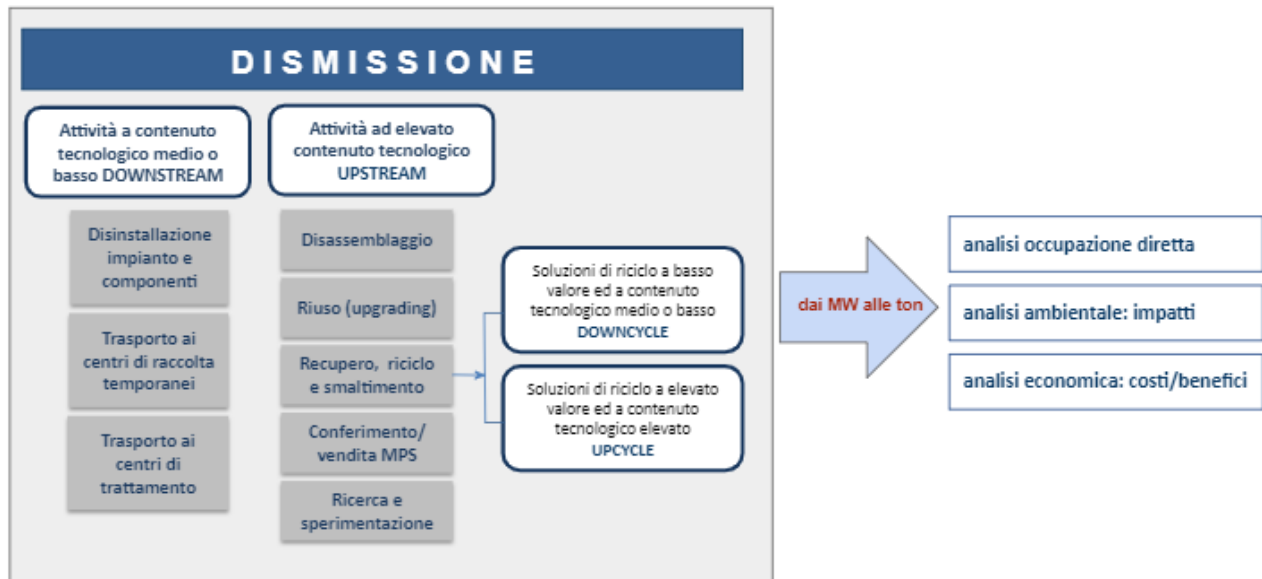 DISMISSIONE
Attività a contenuto
tecnologico medio o
basso DOWNSTREAM
Disinstallazione
impianto e
componenti
Trasporto ai
centri di raccolta
temporanei
Trasporto ai
centri di
trattamento
Attività ad elevato
contenuto tecnologico
UPSTREAM
Disassemblaggio
Riuso (upgrading)
Recupero, riciclo
e smaltimento
Conferimento/
vendita MPS
Ricerca e
sperimentazione
Soluzioni di riciclo a basso
valore ed a contenuto
tecnologico medio o basso
DOWNCYCLE
Soluzioni di riciclo a elevato
valore ed a contenuto
tecnologico elevato
UPCYCLE
dai MW alle ton
analisi occupazione diretta
analisi ambientale: impatti
analisi economica: costi/benefici